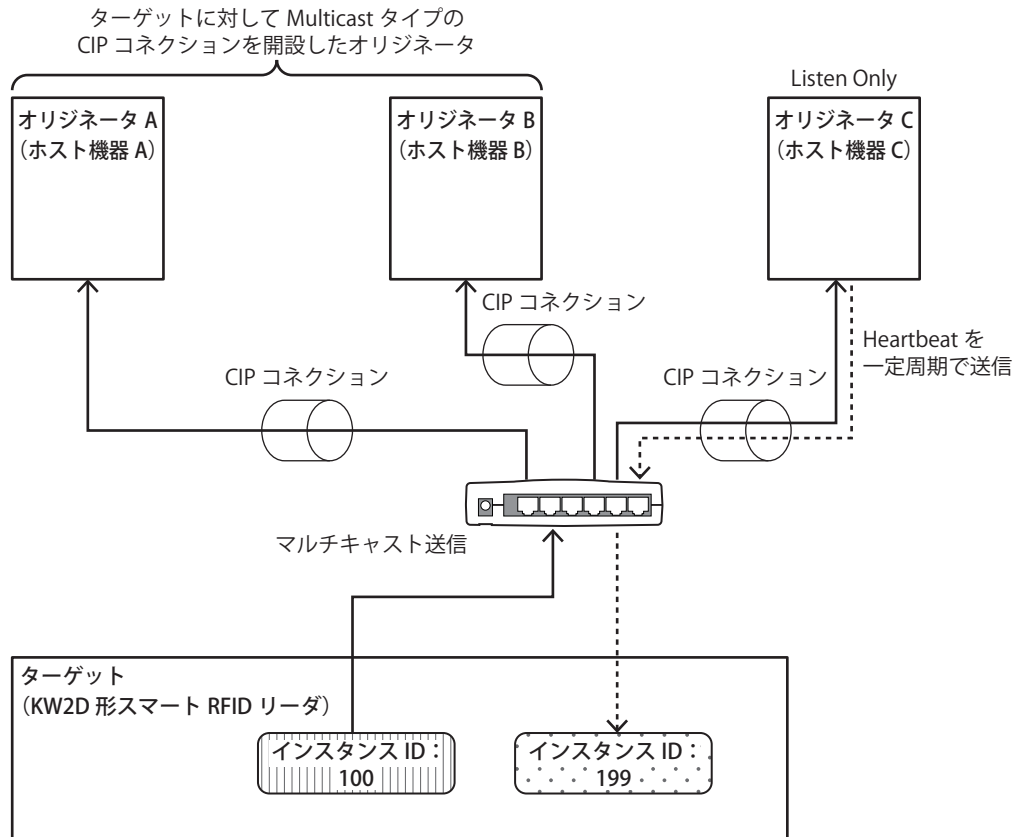 ターゲットに対して Multicast タイプの
CIP コネクションを開設したオリジネータ
Listen Only
オリジネータ A
（ホスト機器 A）
オリジネータ B
（ホスト機器 B）
オリジネータ C
（ホスト機器 C）
CIP コネクション
Heartbeat を
一定周期で送信
CIP コネクション
CIP コネクション
マルチキャスト送信
ターゲット
（KW2D 形スマート RFID リーダ）
インスタンス ID：
100
インスタンス ID：
199